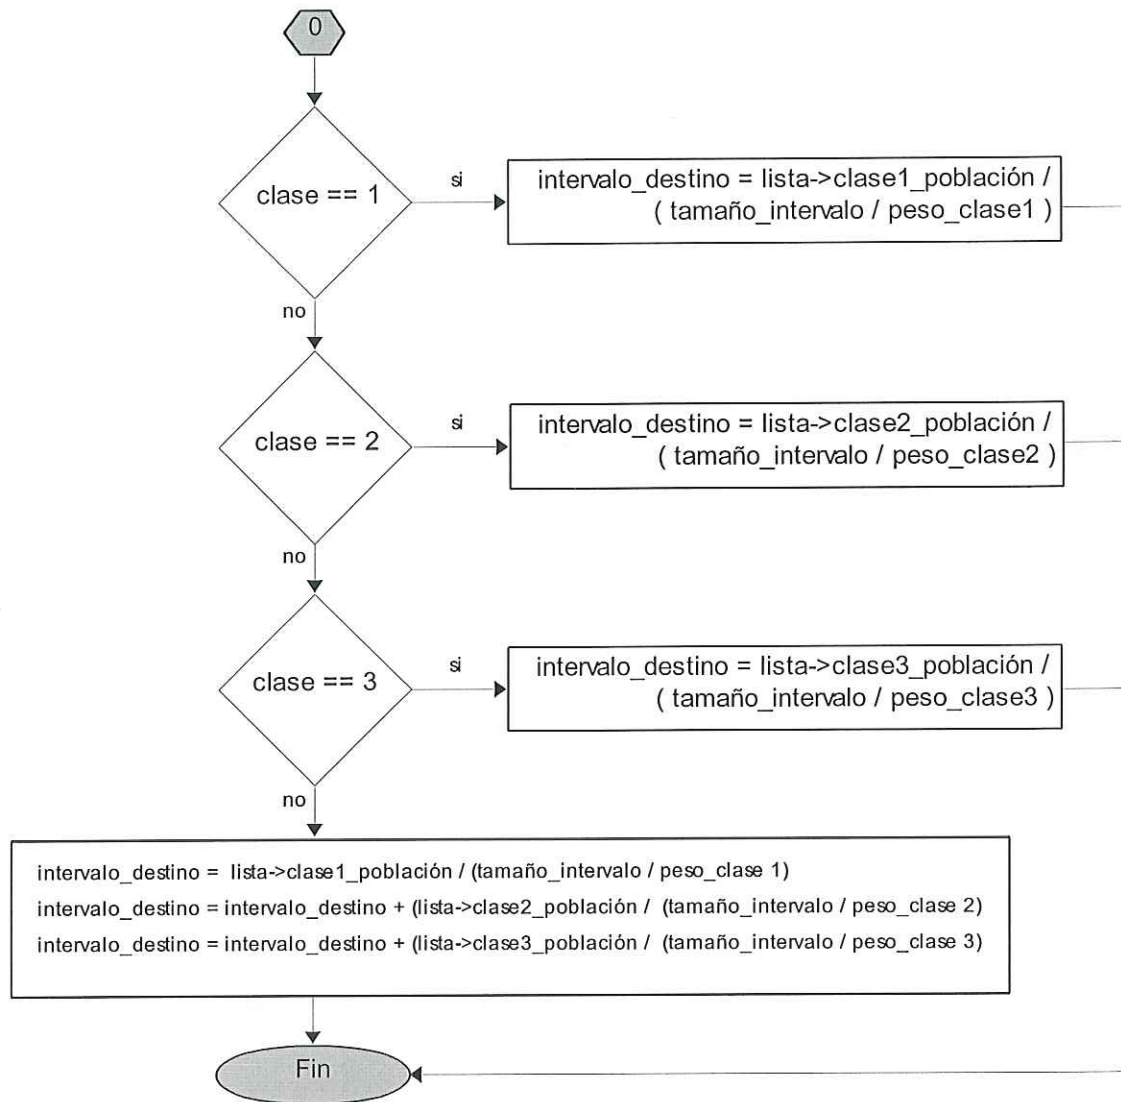 0
clase == 1
si
intervalo_destino = lista->clase1_población /
( tamaño_intervalo / peso_clase1 )
no
clase == 2
si
intervalo_destino = lista->clase2_población /
( tamaño_intervalo / peso_clase2 )
no
clase == 3
si
intervalo_destino = lista->clase3_población /
( tamaño_intervalo / peso_clase3 )
no
intervalo_destino = lista->clase1_población / (tamaño_intervalo / peso_clase 1)
intervalo_destino = intervalo_destino + (lista->clase2_población / (tamaño_intervalo / peso_clase 2)
intervalo_destino = intervalo_destino + (lista->clase3_población / (tamaño_intervalo / peso_clase 3)
Fin